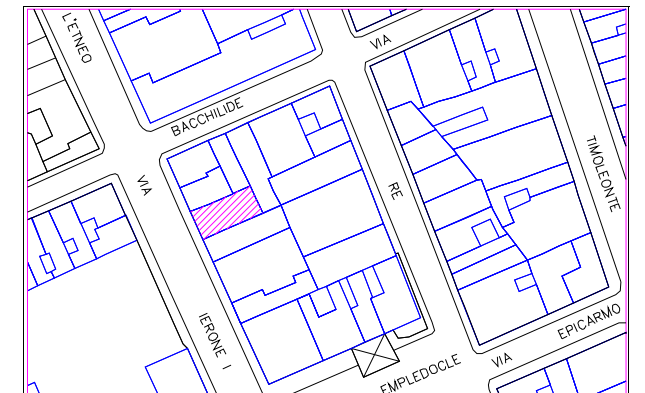 L'ETNEO
VIA
BACCHILIDE
VIA
RE
TIMOLEONTE
IERONE I
EPICARMO
VIA
EMPLEDOCLE